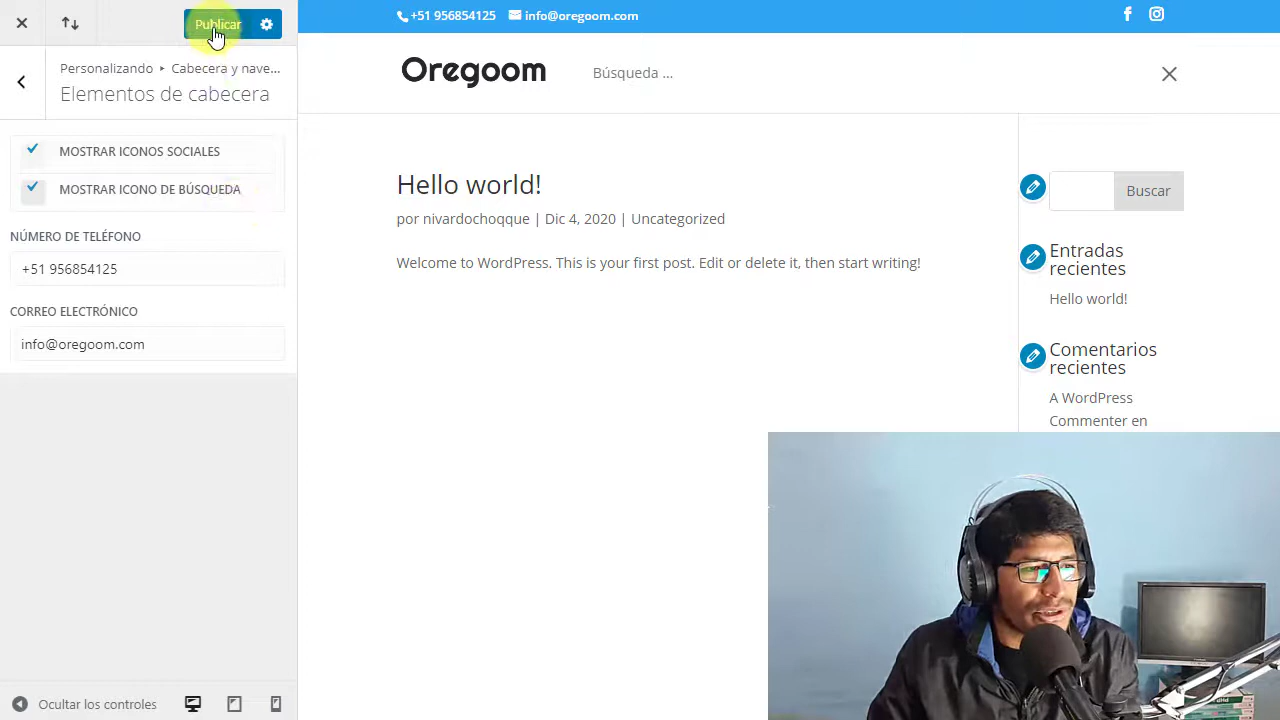 Publicar
+51 956854125
info@oregoom.com
Personalizando ▸ Cabecera y nave...
Elementos de cabecera
Oregoom
Búsqueda ...
MOSTRAR ICONOS SOCIALES
MOSTRAR ICONO DE BÚSQUEDA
NÚMERO DE TELÉFONO
+51 956854125
CORREO ELECTRÓNICO
info@oregoom.com
Hello world!
por nivardochoqque | Dic 4, 2020 | Uncategorized
Welcome to WordPress. This is your first post. Edit or delete it, then start writing!
Buscar
Entradas
recientes
Hello world!
Comentarios
recientes
A WordPress
Commenter en
Ocultar los controles